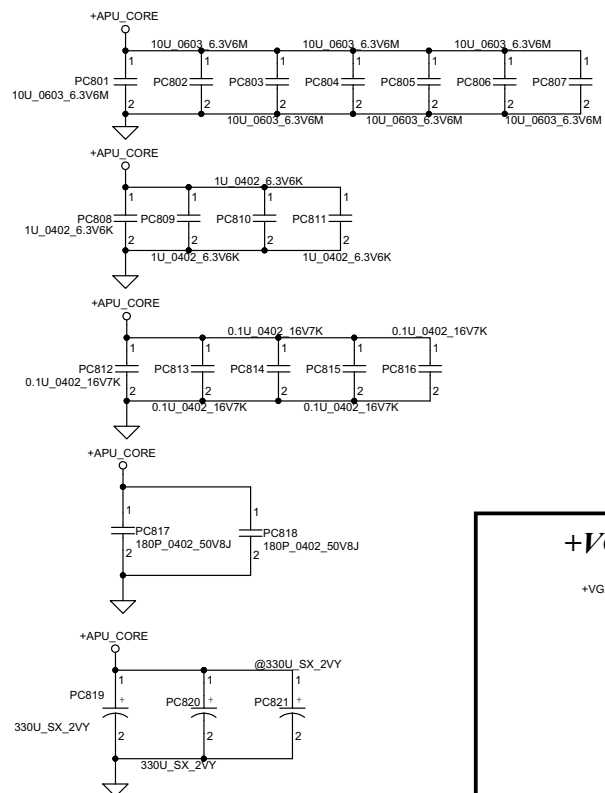 +APU_CORE
10U_0603_6.3V6M 10U_0603_6.3V6M 10U_0603_6.3V6M
1 1 1 1 1 1 1
PC801 PC802 PC803 PC804 PC805 PC806 PC807
10U_0603_6.3V6M
2 2 2 2 2 2 2
10U_0603_6.3V6M 10U_0603_6.3V6M 10U_0603_6.3V6M
+APU_CORE
1U_0402_6.3V6K
1 1 1 1
PC808 PC809 PC810 PC811
1U_0402_6.3V6K
2 2 2 2
1U_0402_6.3V6K 1U_0402_6.3V6K
+APU_CORE
0.1U_0402_16V7K 0.1U_0402_16V7K
1 1 1 1 1
PC812 PC813 PC814 PC815 PC816
0.1U_0402_16V7K
2 2 2 2 2
0.1U_0402_16V7K 0.1U_0402_16V7K
+APU_CORE
1 1
PC817 PC818
180P_0402_50V8J 180P_0402_50V8J
2 2
+V
+VG
+APU_CORE
@330U_SX_2VY
1 1 1
PC819 + PC820 + PC821 +
330U_SX_2VY
2 2 2
330U_SX_2VY